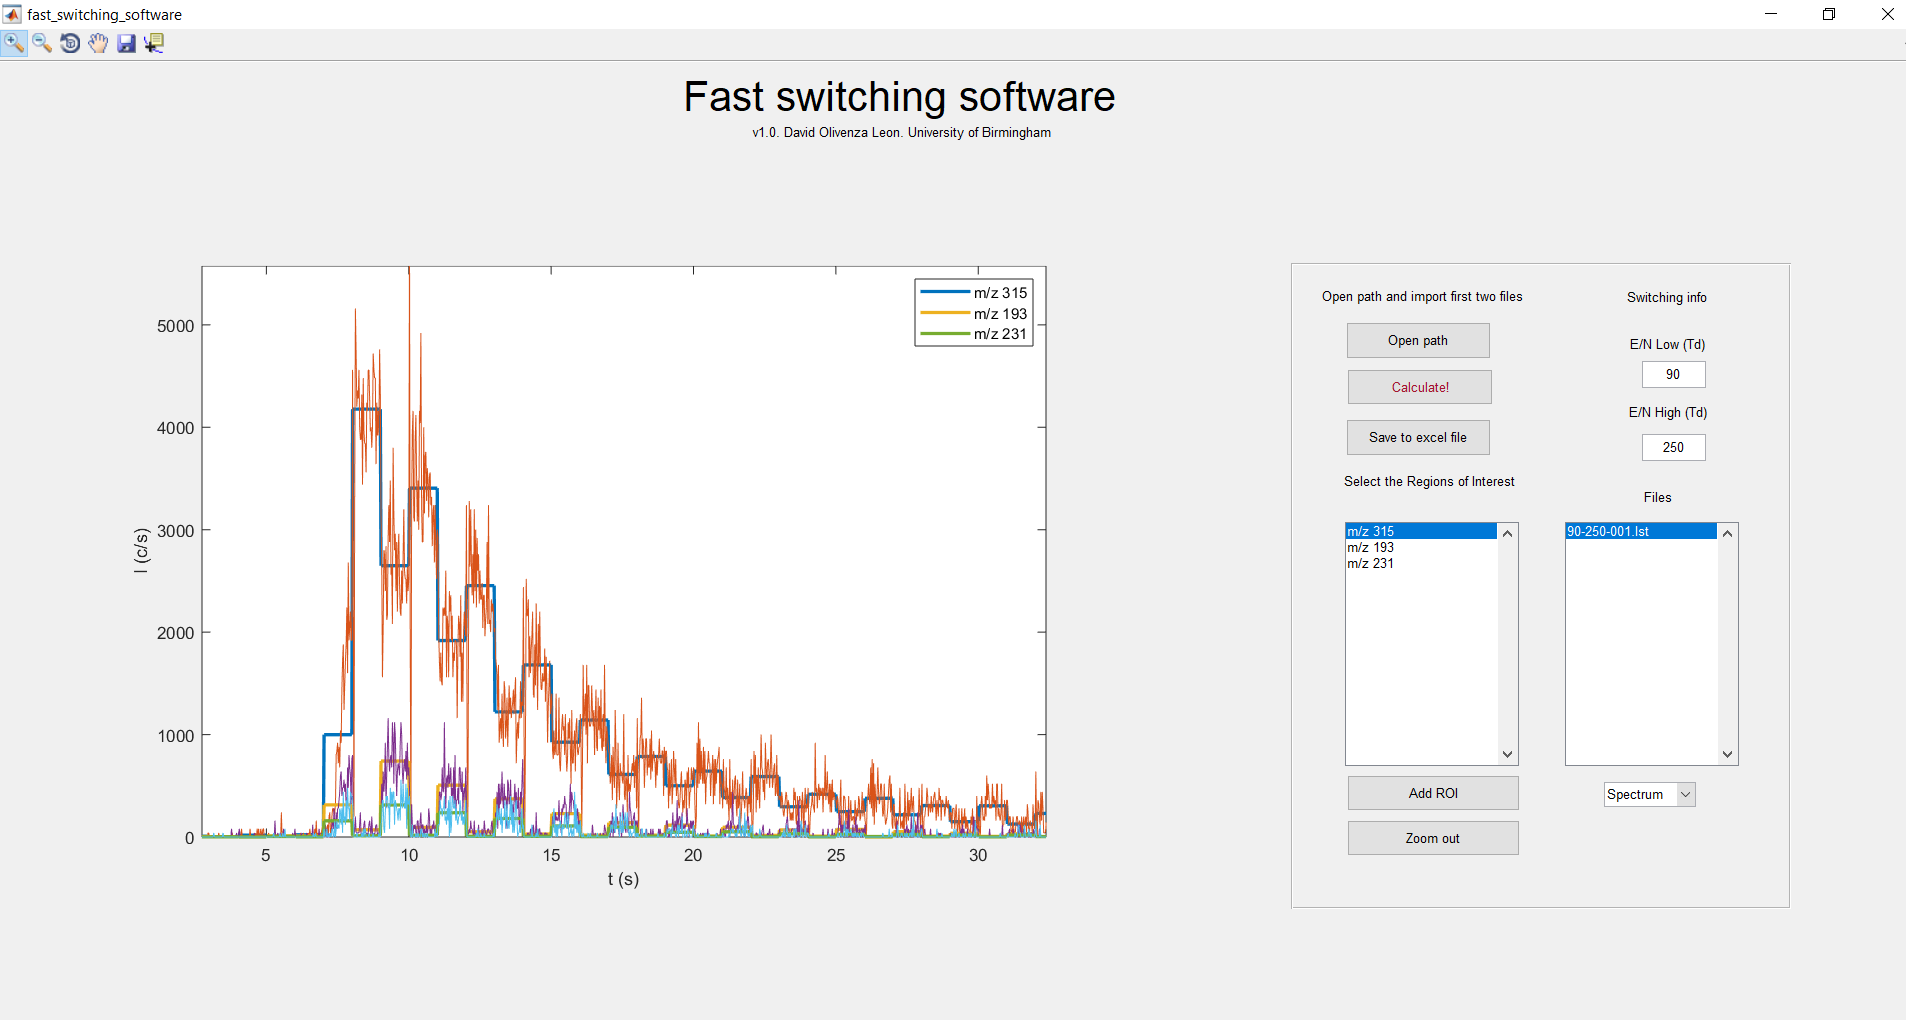 fast_switching_software
Fast switching software
v1.0. David Olivenza Leon. University of Birmingham
m/z 315
m/z 193
m/z 231
5000
4000
3000
2000
1000
0
I (c/s)
5
10
15
20
25
30
t (s)
Open path and import first two files
Open path
Calculate!
Save to excel file
Select the Regions of Interest
m/z 315
m/z 193
m/z 231
Add ROI
Zoom out
Switching info
E/N Low (Td)
90
E/N High (Td)
250
Files
90-250-001.lst
Spectrum